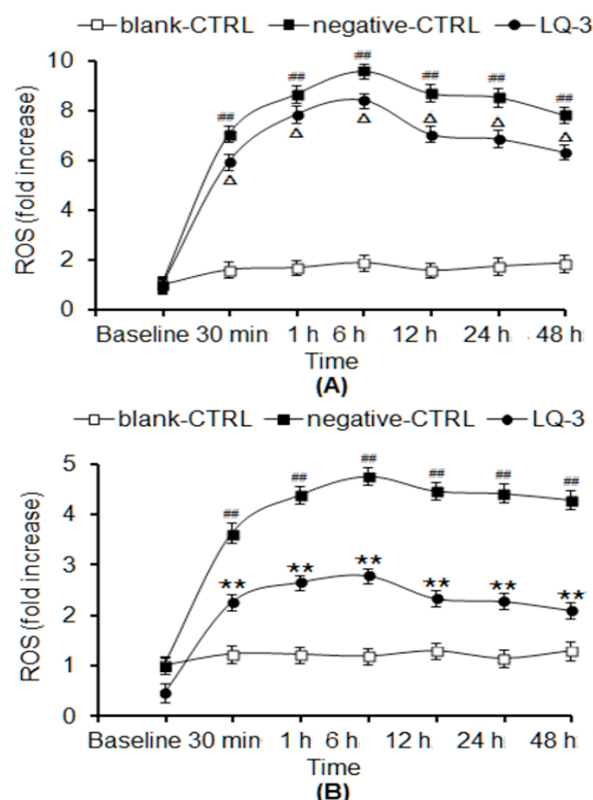 blank-CTRL negative-CTRL LQ-3
ROS (fold increase)
10
## ## ## ## ## ##
8
6
Δ Δ Δ Δ Δ Δ
4
2
0
Baseline 30 min 1 h 6 h 12 h 24 h 48 h
Time
(A)
blank-CTRL negative-CTRL LQ-3
ROS (fold increase)
5
## ## ## ## ## ##
4
3
** ** ** ** ** **
2
1
0
Baseline 30 min 1 h 6 h 12 h 24 h 48 h
Time
(B)